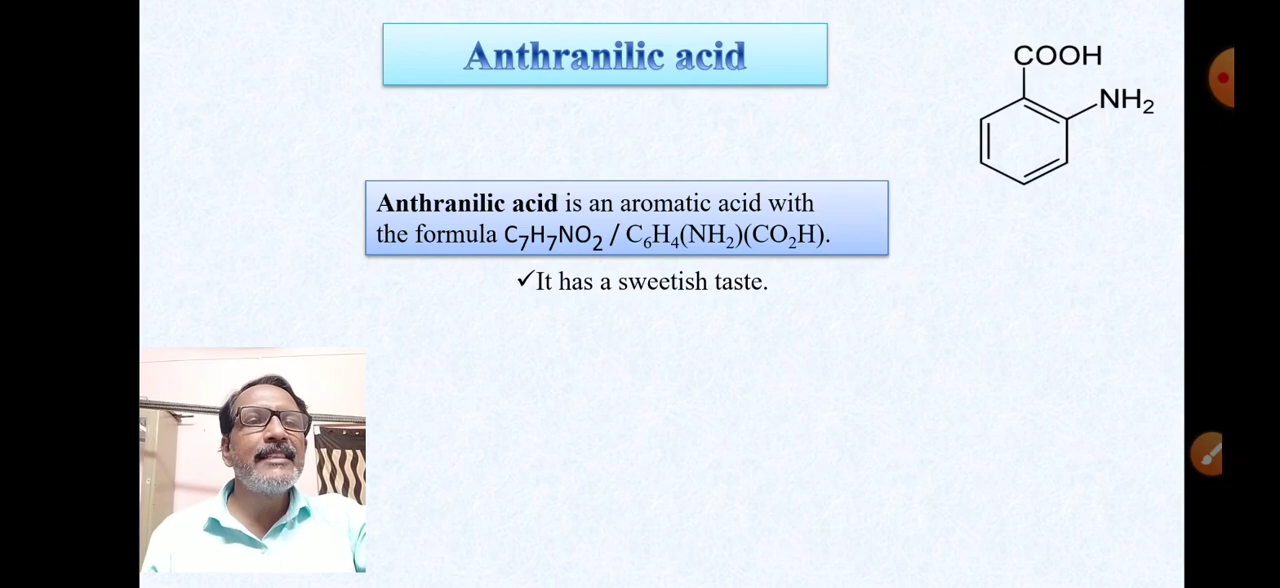 Anthranilic acid
COOH
NH₂
Anthranilic acid is an aromatic acid with
the formula C₇H₇NO₂ / C₆H₄(NH₂)(CO₂H).
✓It has a sweetish taste.